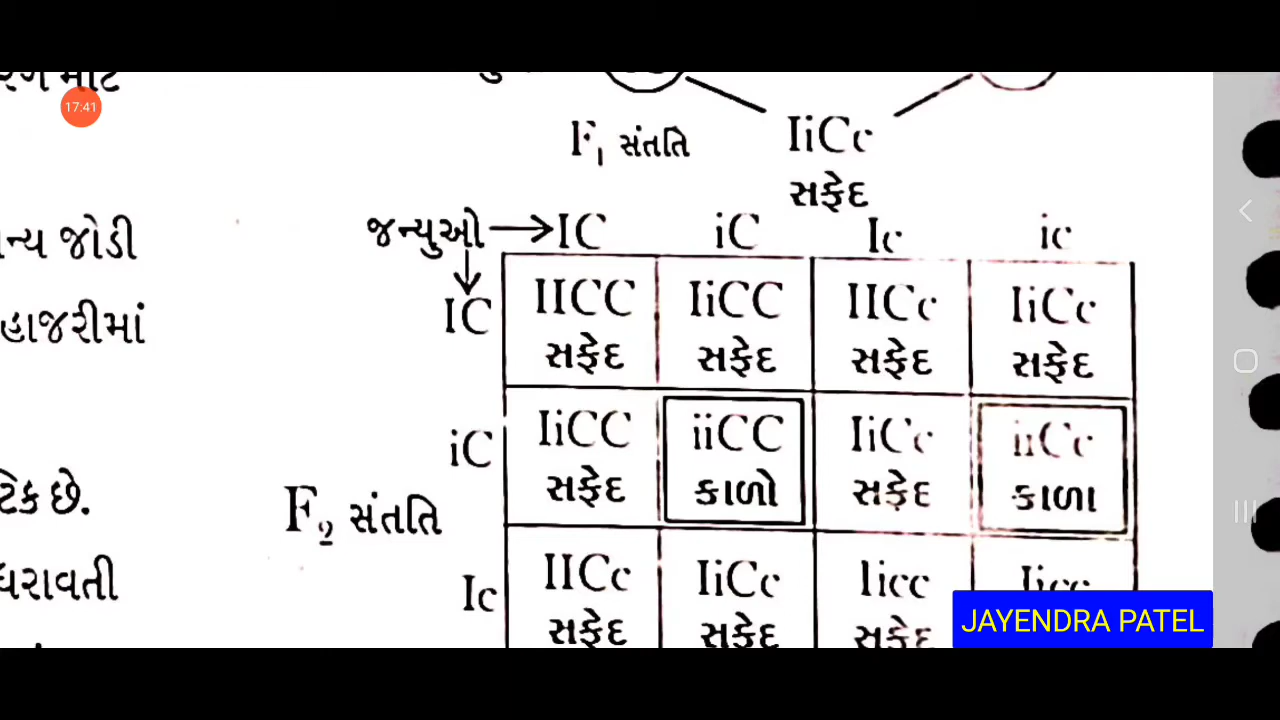 રંગ માટે
17:41
F₁ સંતતિ IiCc
સફેદ
ન્ય જોડી
જન્યુઓ → IC iC Ic ic
હાજરીમાં
IC IICC IiCC IICc IiCc
સફેદ સફેદ સફેદ સફેદ
iC IiCC iiCC IiCc iiCc
સફેદ કાળો સફેદ કાળા
ટિક છે.
F₂ સંતતિ
ધરાવતી
Ic IICc IiCc Iicc Iicc
સફેદ સફેદ સફેદ
JAYENDRA PATEL